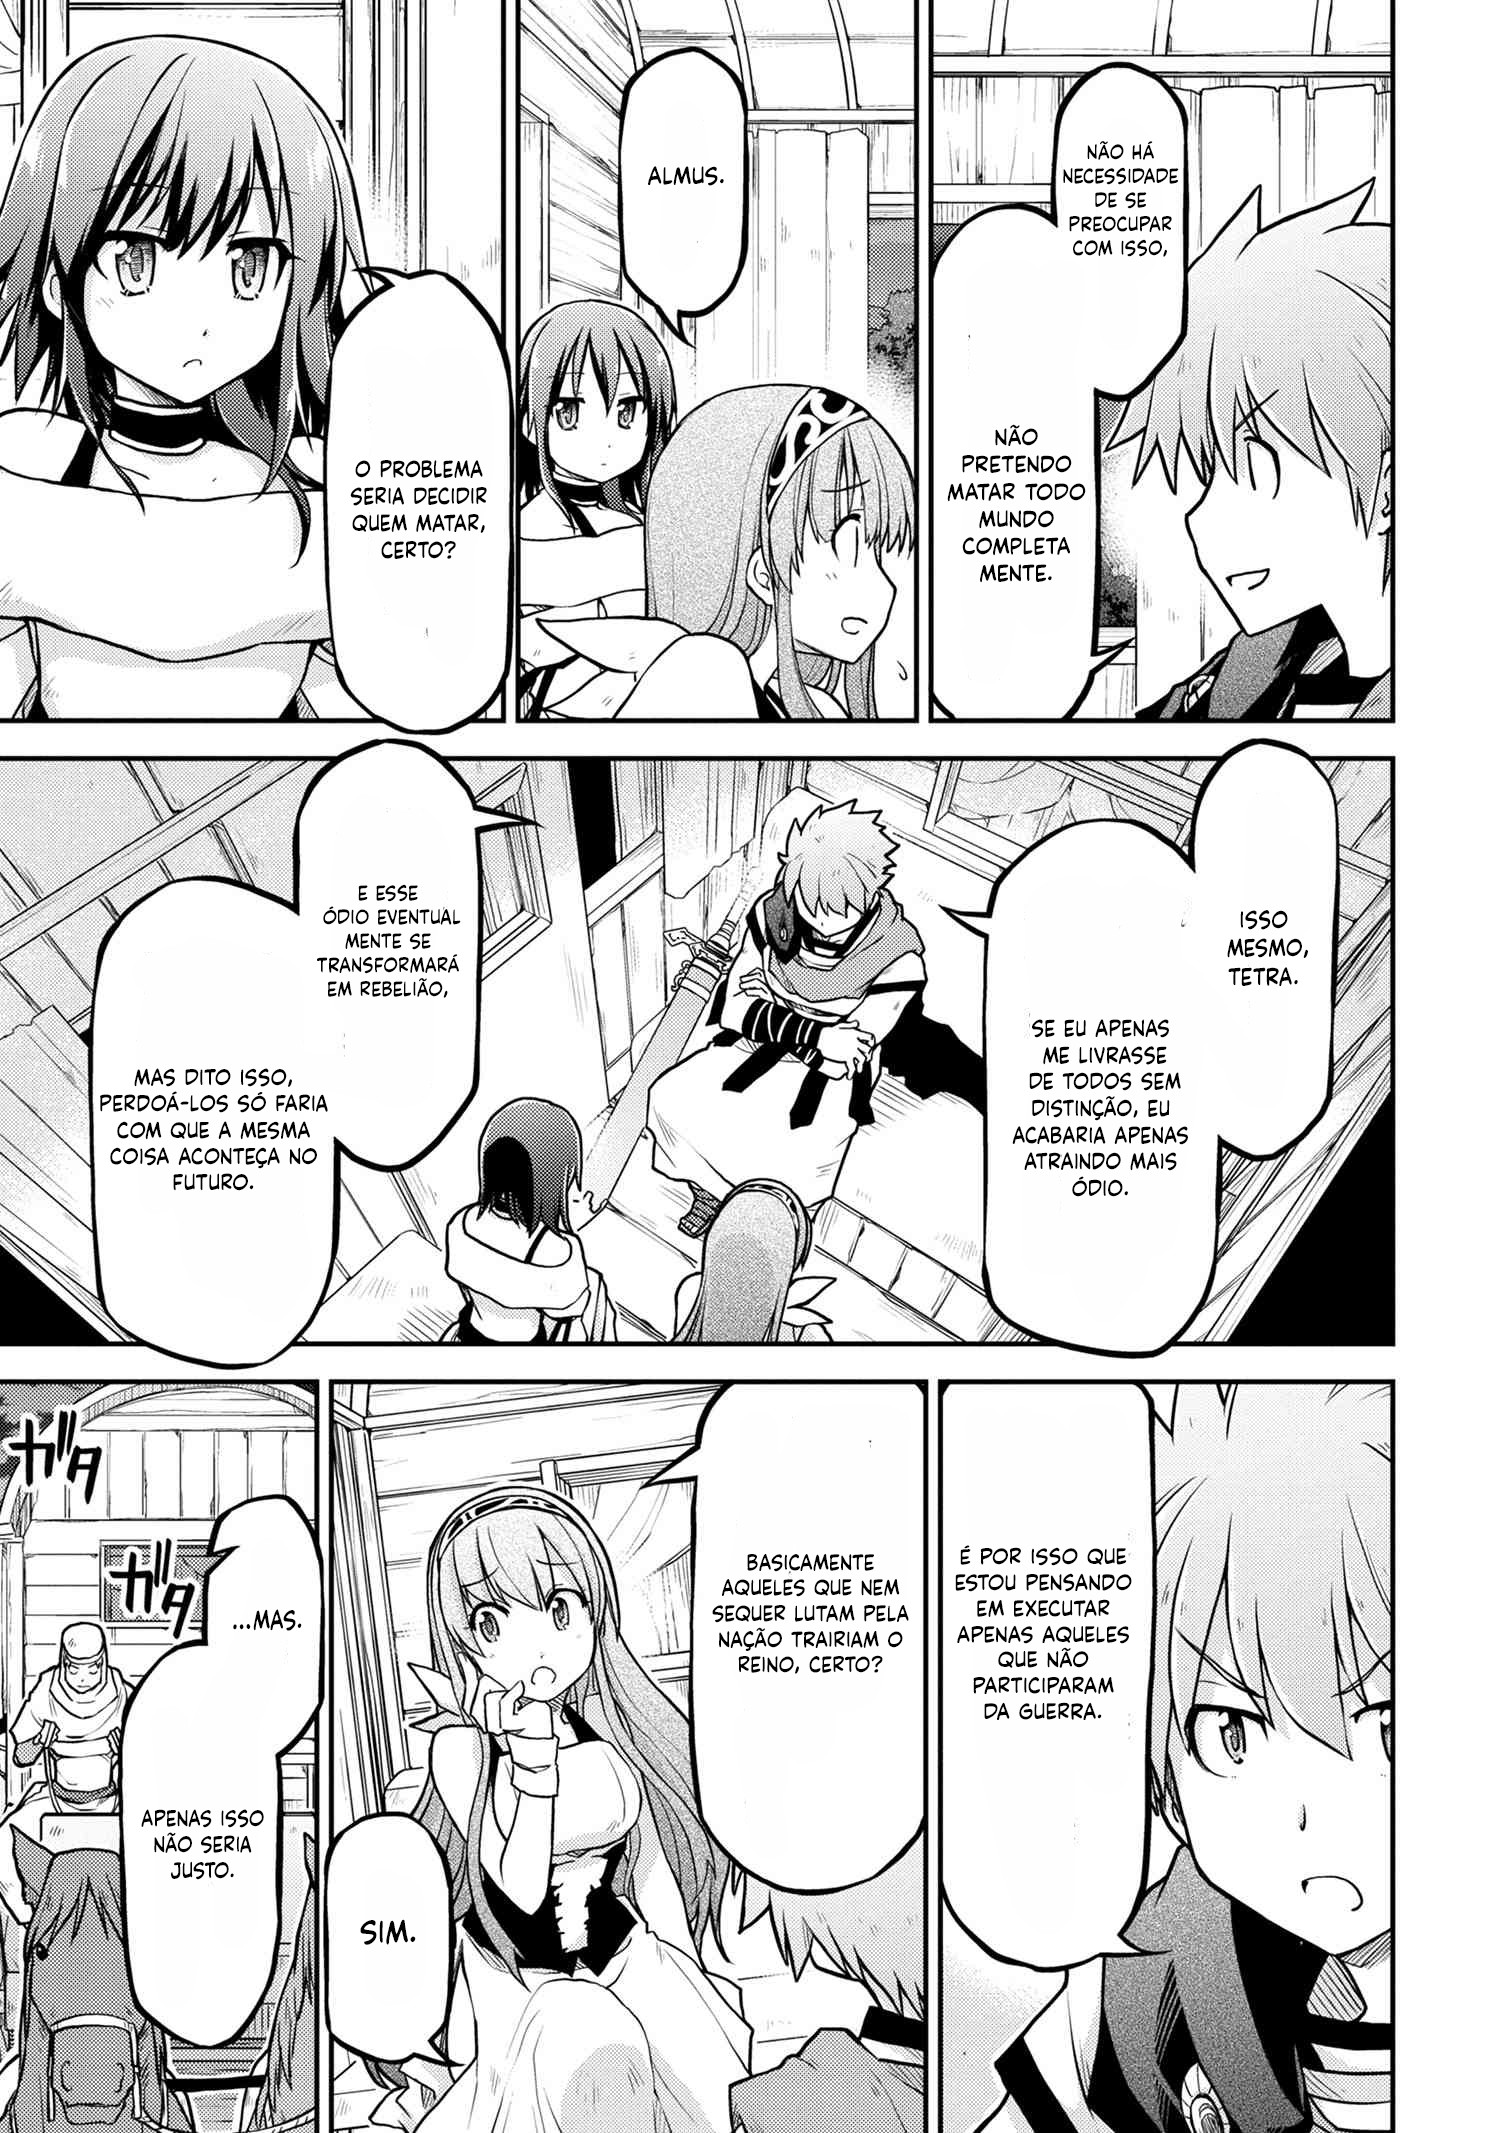 NÃO HÁ
NECESSIDADE
DE SE
PREOCUPAR
COM ISSO,
NÃO
PRETENDO
MATAR TODO
MUNDO
COMPLETA
MENTE.
ALMUS.
O PROBLEMA
SERIA DECIDIR
QUEM MATAR,
CERTO?
ISSO
MESMO,
TETRA.
SE EU APENAS
ME LIVRASSE
DE TODOS SEM
DISTINÇÃO, EU
ACABARIA APENAS
ATRAINDO MAIS
ÓDIO.
E ESSE
ÓDIO EVENTUAL
MENTE SE
TRANSFORMARÁ
EM REBELIÃO,
MAS DITO ISSO,
PERDOÁ-LOS SÓ FARIA
COM QUE A MESMA
COISA ACONTEÇA NO
FUTURO.
É POR ISSO QUE
ESTOU PENSANDO
EM EXECUTAR
APENAS AQUELES
QUE NÃO
PARTICIPARAM
DA GUERRA.
BASICAMENTE
AQUELES QUE NEM
SEQUER LUTAM PELA
NAÇÃO TRAIRIAM O
REINO, CERTO?
SIM.
...MAS.
APENAS ISSO
NÃO SERIA
JUSTO.
ガタ
ガタ